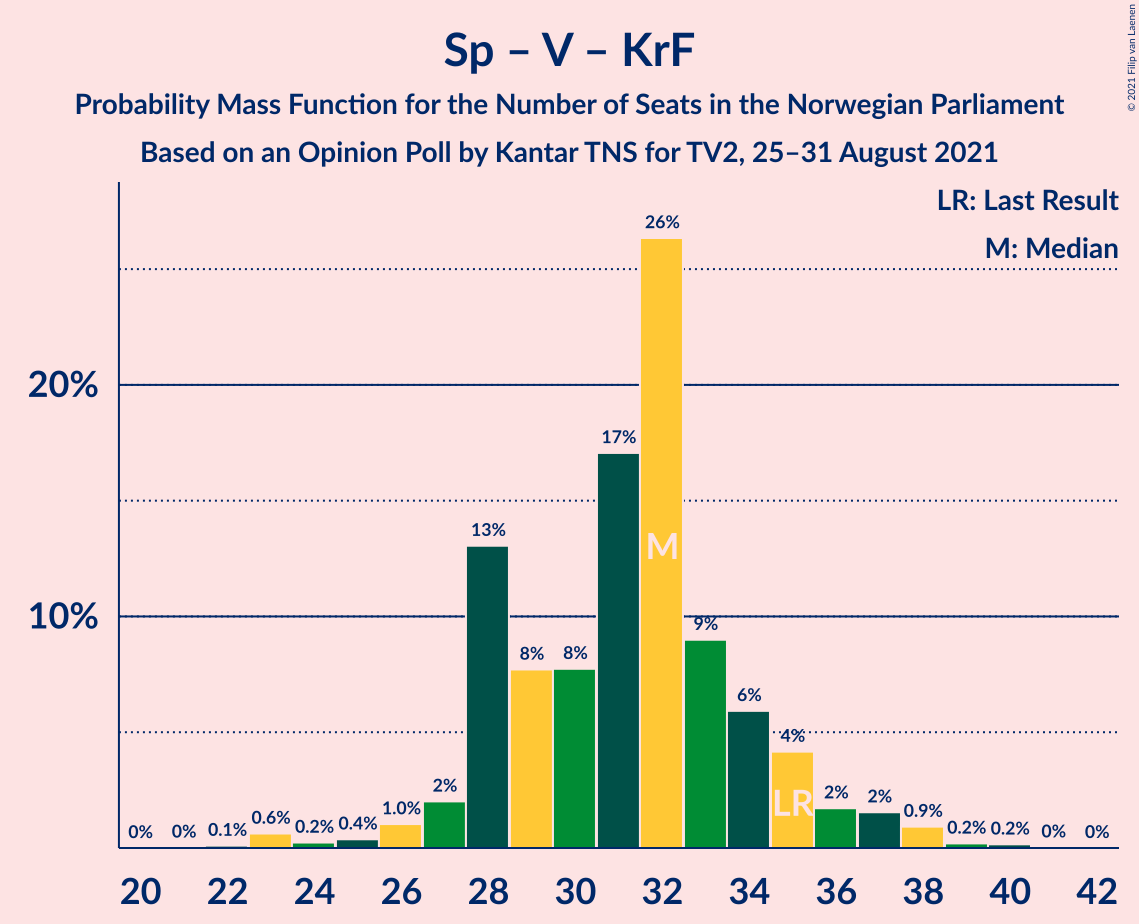 Sp – V – KrF
Probability Mass Function for the Number of Seats in the Norwegian Parliament
Based on an Opinion Poll by Kantar TNS for TV2, 25–31 August 2021
© 2021 Filip van Laenen
LR: Last Result
M: Median
20%
10%
0% 0% 0.1% 0.6% 0.2% 0.4% 1.0% 2% 13% 8% 8% 17% 26% 9% 6% 4% 2% 2% 0.9% 0.2% 0.2% 0% 0%
M
LR
20 22 24 26 28 30 32 34 36 38 40 42